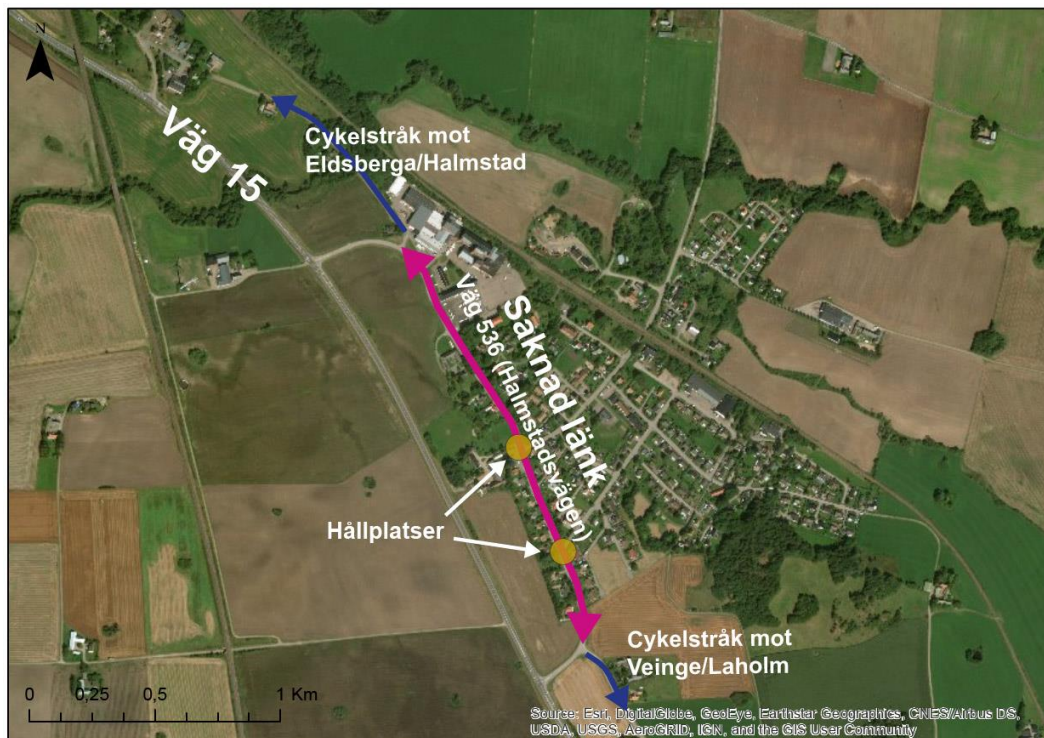 N
Väg 15
Cykelstråk mot
Eldsberga/Halmstad
Saknad länk
Väg 536 (Halmstadsvägen)
Hållplatser
Cykelstråk mot
Veinge/Laholm
0 0,25 0,5 1 Km
Source: Esri, DigitalGlobe, GeoEye, Earthstar Geographics, CNES/Airbus DS,
USDA, USGS, AeroGRID, IGN, and the GIS User Community